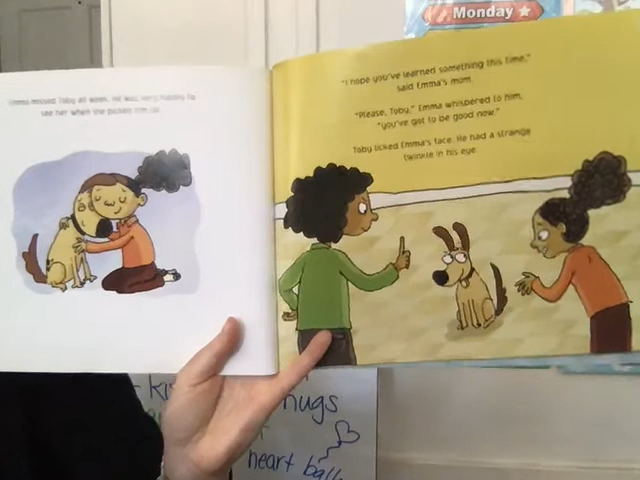 Monday
Emma missed Toby all week. He was very happy to
see her when she picked him up.
"I hope you've learned something this time,"
said Emma's mom.
"Please, Toby," Emma whispered to him,
"you've got to be good now."
Toby licked Emma's face. He had a strange
twinkle in his eye.
hugs
heart